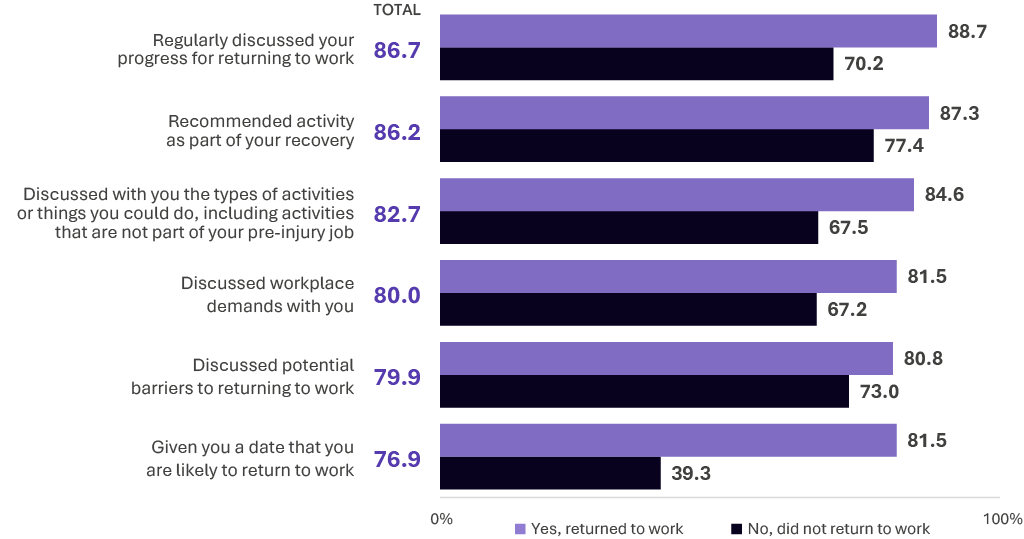 TOTAL
Regularly discussed your
progress for returning to work
86.7
88.7
70.2
Recommended activity
as part of your recovery
86.2
87.3
77.4
Discussed with you the types of activities
or things you could do, including activities
that are not part of your pre-injury job
82.7
84.6
67.5
Discussed workplace
demands with you
80.0
81.5
67.2
Discussed potential
barriers to returning to work
79.9
80.8
73.0
Given you a date that you
are likely to return to work
76.9
81.5
39.3
0%
100%
Yes, returned to work
No, did not return to work